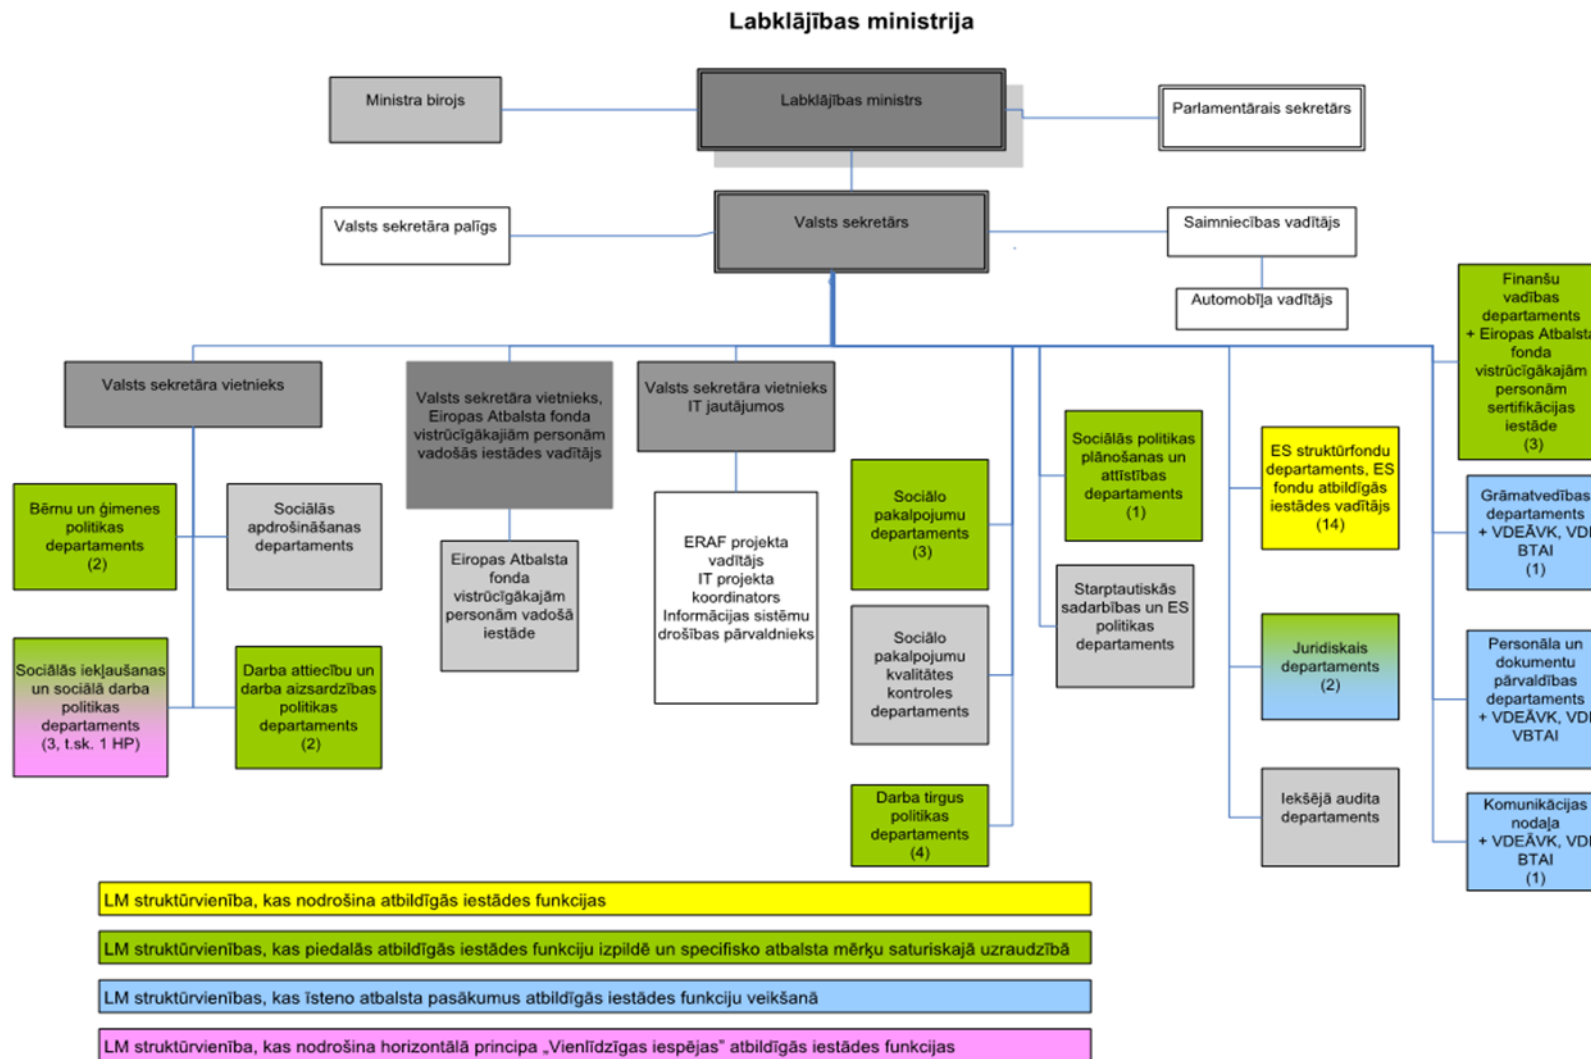 Labklājības ministrija
Ministra birojs
Labklājības ministrs
Parlamentārais sekretārs
Valsts sekretāra palīgs
Valsts sekretārs
Saimniecības vadītājs
Automobīļa vadītājs
Finanšu
vadības
departaments
+ Eiropas Atbalsta
fonda
vistrūcīgākajām
personām
sertifikācijas
iestāde
(3)
Valsts sekretāra vietnieks
Valsts sekretāra vietnieks,
Eiropas Atbalsta fonda
vistrūcīgākajiām personām
vadošās iestādes vadītājs
Valsts sekretāra vietnieks
IT jautājumos
Bērnu un ģimenes
politikas
departaments
(2)
Sociālās
apdrošināšanas
departaments
Eiropas Atbalsta
fonda
vistrūcīgākajām
personām vadošā
iestāde
ERAF projekta
vadītājs
IT projekta
koordinators
Informācijas sistēmu
drošības pārvaldnieks
Sociālo
pakalpojumu
departaments
(3)
Sociālās politikas
plānošanas un
attīstības
departaments
(1)
ES struktūrfondu
departaments, ES
fondu atbildīgās
iestādes vadītājs
(14)
Grāmatvedības
departaments
+ VDEĀVK, VDI
BTAI
(1)
Sociālās iekļaušanas
un sociālā darba
politikas
departaments
(3, t.sk. 1 HP)
Darba attiecību un
darba aizsardzības
politikas
departaments
(2)
Sociālo
pakalpojumu
kvalitātes
kontroles
departaments
Starptautiskās
sadarbības un ES
politikas
departaments
Juridiskais
departaments
(2)
Personāla un
dokumentu
pārvaldības
departaments
+ VDEĀVK, VDI
VBTAI
Darba tirgus
politikas
departaments
(4)
Iekšējā audita
departaments
Komunikācijas
nodaļa
+ VDEĀVK, VDI
BTAI
(1)
LM struktūrvienība, kas nodrošina atbildīgās iestādes funkcijas
LM struktūrvienības, kas piedalās atbildīgās iestādes funkciju izpildē un specifisko atbalsta mērķu saturiskajā uzraudzībā
LM struktūrvienības, kas īsteno atbalsta pasākumus atbildīgās iestādes funkciju veikšanā
LM struktūrvienība, kas nodrošina horizontālā principa „Vienlīdzīgas iespējas” atbildīgās iestādes funkcijas